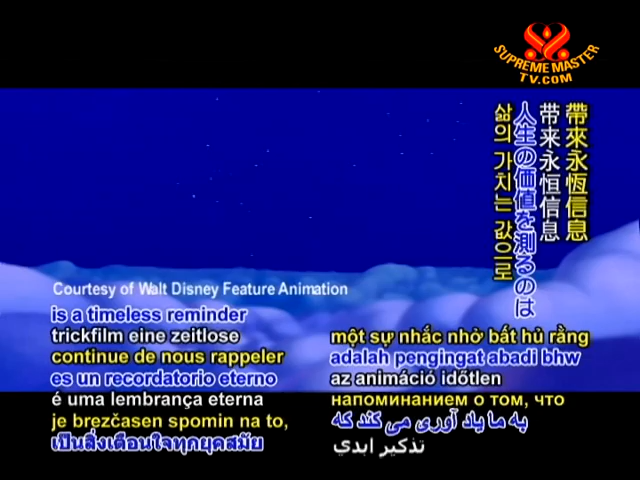 SUPREME MASTER
TV.COM
帶來永恆信息
带来永恒信息
人生の価値を測るのは
삶의 가치는 값으로
Courtesy of Walt Disney Feature Animation
is a timeless reminder
trickfilm eine zeitlose
continue de nous rappeler
es un recordatorio eterno
é uma lembrança eterna
je brezčasen spomin na to,
เป็นสิ่งเตือนใจทุกยุคสมัย
một sự nhắc nhở bất hủ rằng
adalah pengingat abadi bhw
az animáció időtlen
напоминанием о том, что
به ما یاد آوری می کند که
تذكير ابدي